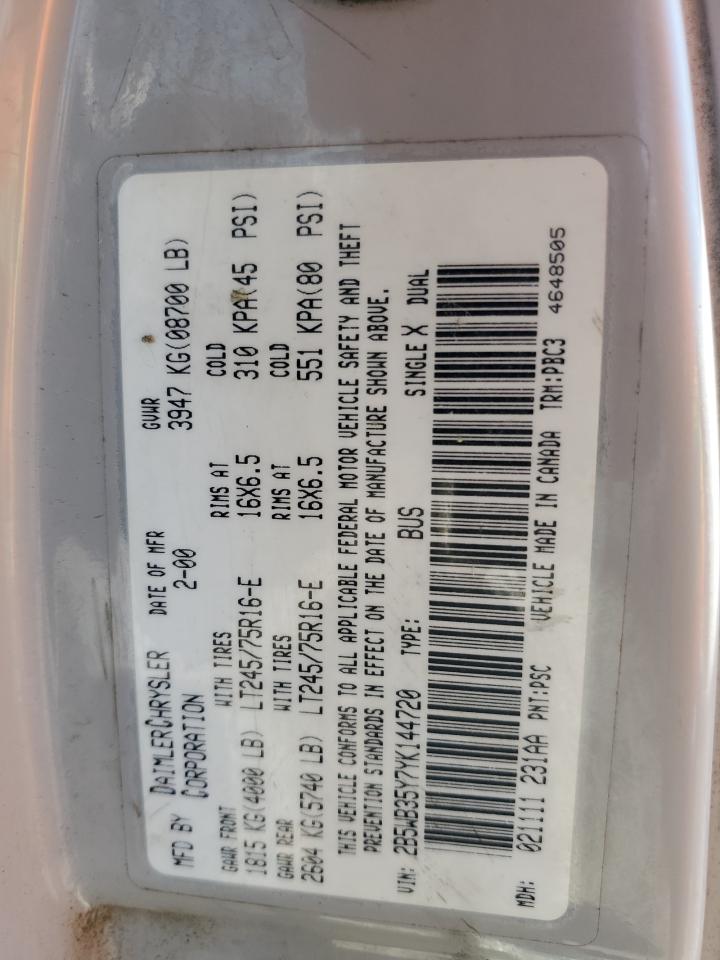 MFD BY DAIMLERCHRYSLER CORPORATION DATE OF MFR 2-00 GVWR 3947 KG(08700 LB)
GAWR FRONT WITH TIRES RIMS AT COLD
1815 KG(4000 LB) LT245/75R16-E 16X6.5 310 KPA(45 PSI)
GAWR REAR WITH TIRES RIMS AT COLD
2604 KG(5740 LB) LT245/75R16-E 16X6.5 551 KPA(80 PSI)
THIS VEHICLE CONFORMS TO ALL APPLICABLE FEDERAL MOTOR VEHICLE SAFETY AND THEFT
PREVENTION STANDARDS IN EFFECT ON THE DATE OF MANUFACTURE SHOWN ABOVE.
VIN: 2B5WB35Y7YK144720 TYPE: BUS SINGLE X DUAL
MDH: 021111 231AA PNT:PSC VEHICLE MADE IN CANADA TRM:PBC3 4648505